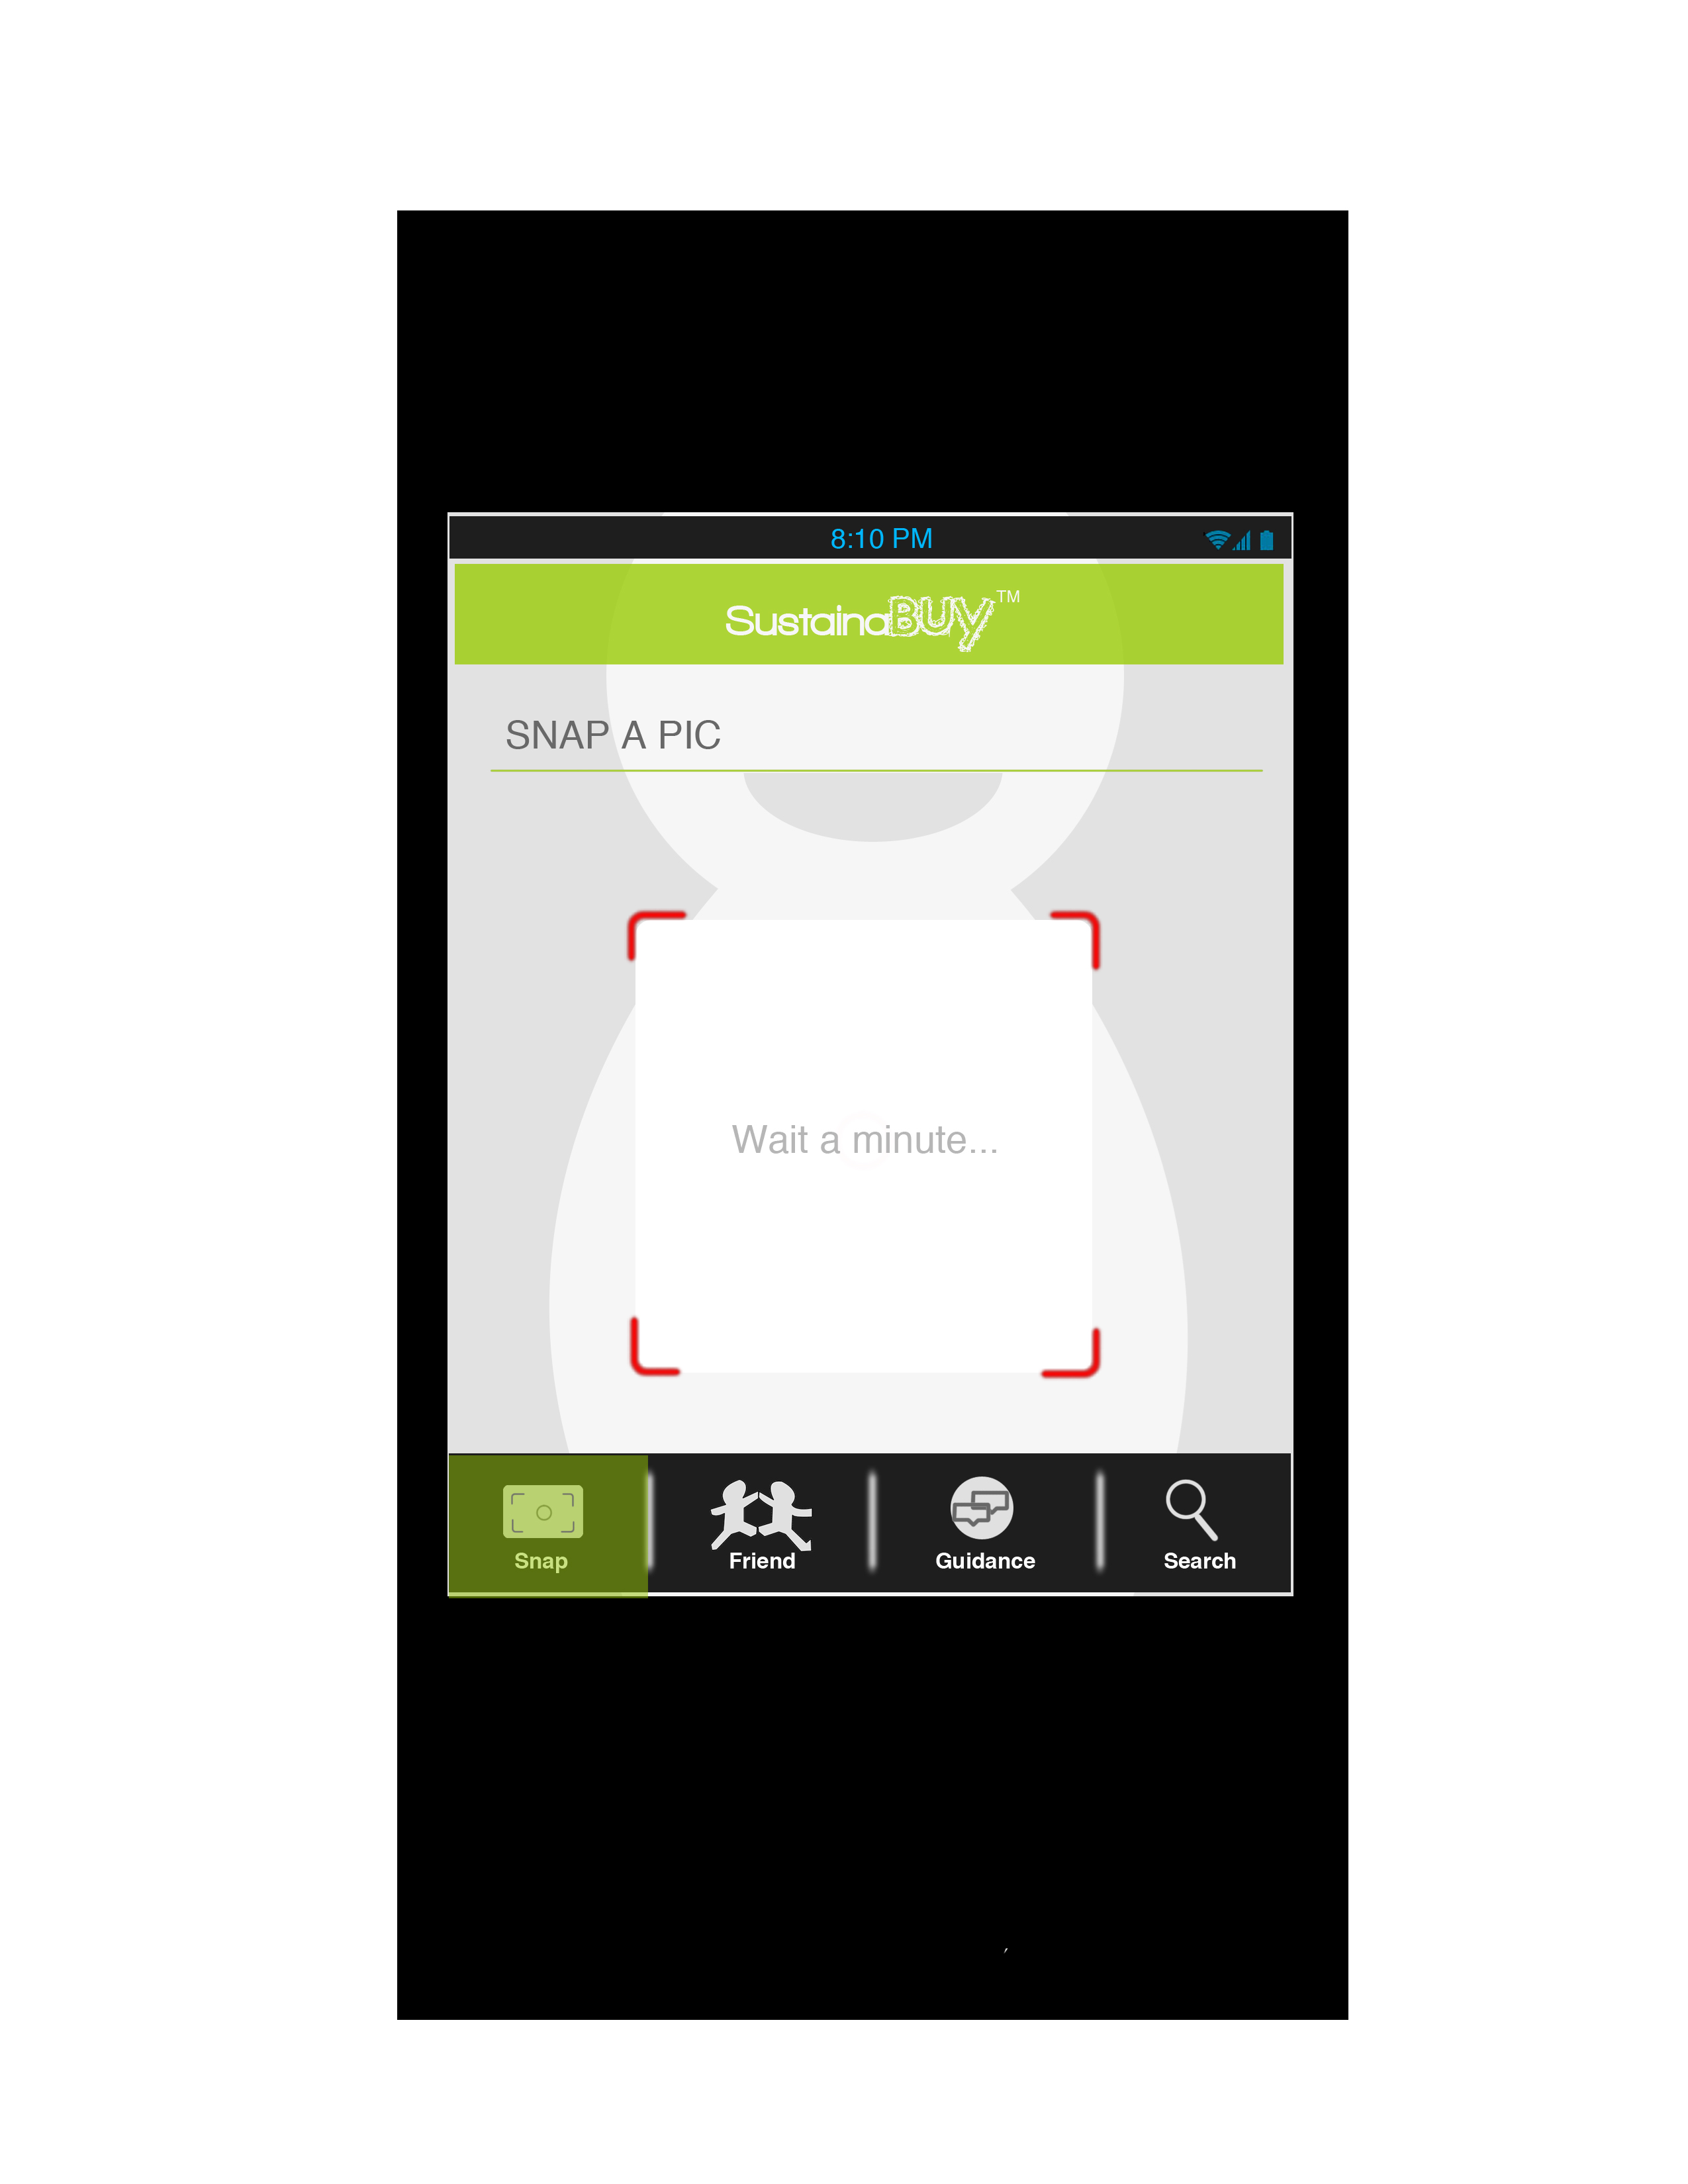 8:10 PM
SustainaBUY™
SNAP A PIC
Wait a minute...
Snap
Friend
Guidance
Search